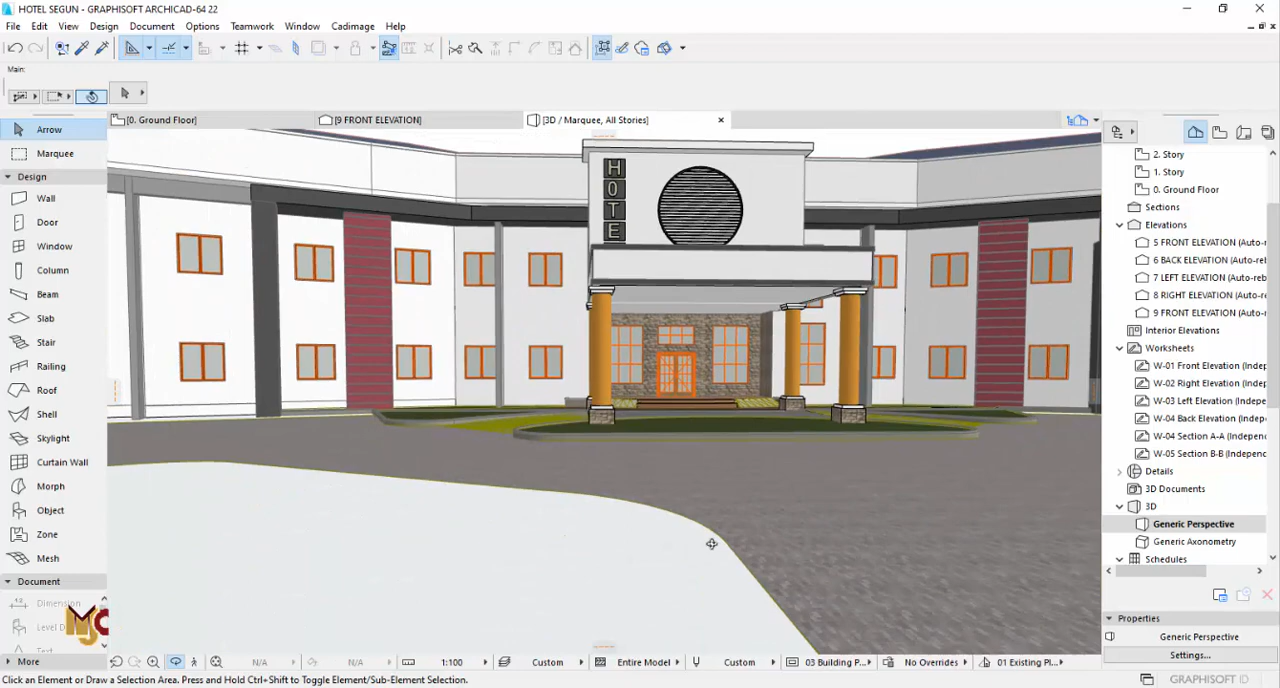 HOTEL SEGUN - GRAPHISOFT ARCHICAD-64 22
File Edit View Design Document Options Teamwork Window Cadimage Help
Main:
[0. Ground Floor]
[9 FRONT ELEVATION]
[3D / Marquee, All Stories]
Arrow
Marquee
Design
Wall
Door
Window
Column
Beam
Slab
Stair
Railing
Roof
Shell
Skylight
Curtain Wall
Morph
Object
Zone
Mesh
Document
Dimension
Level D
More
H
O
T
E
2. Story
1. Story
0. Ground Floor
Sections
Elevations
5 FRONT ELEVATION (Auto-r
6 BACK ELEVATION (Auto-reb
7 LEFT ELEVATION (Auto-reb
8 RIGHT ELEVATION (Auto-re
9 FRONT ELEVATION (Auto-r
Interior Elevations
Worksheets
W-01 Front Elevation (Indep
W-02 Right Elevation (Indep
W-03 Left Elevation (Indepe
W-04 Back Elevation (Indepe
W-04 Section A-A (Independ
W-05 Section B-B (Independ
Details
3D Documents
3D
Generic Perspective
Generic Axonometry
Schedules
Properties
Generic Perspective
Settings...
N/A N/A 1:100 Custom Entire Model Custom 03 Building P... No Overrides 01 Existing Pl...
Click an Element or Draw a Selection Area. Press and Hold Ctrl+Shift to Toggle Element/Sub-Element Selection.
GRAPHISOFT ID